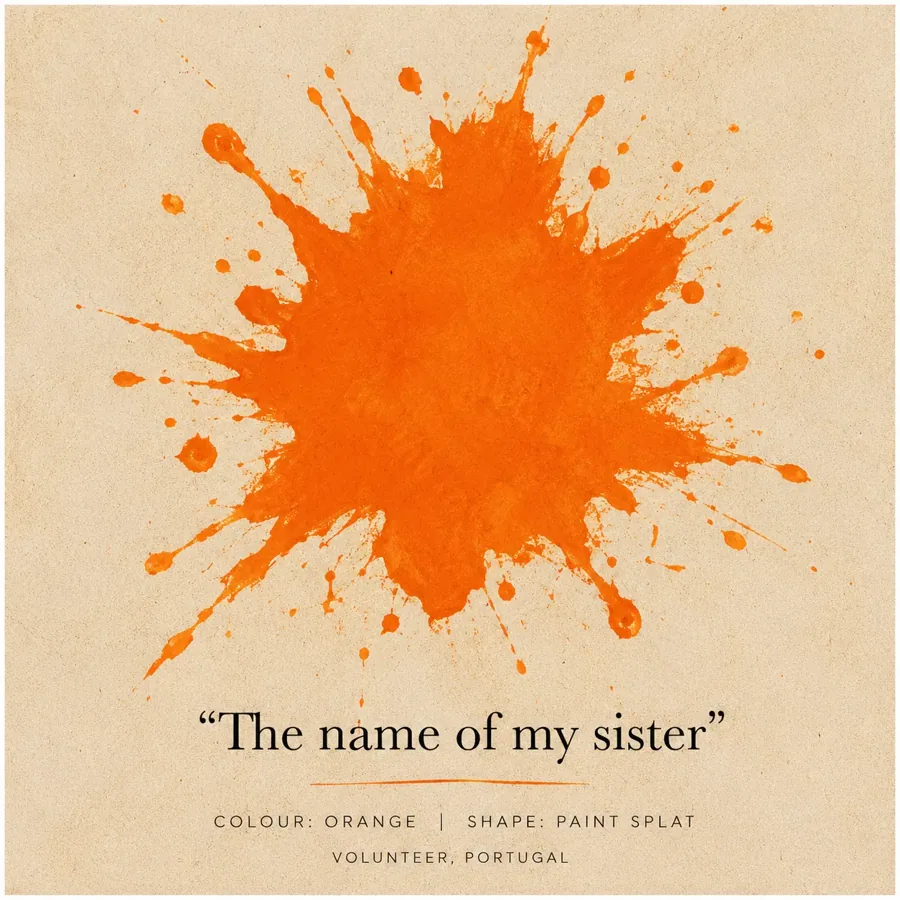 “The name of my sister”
COLOUR: ORANGE | SHAPE: PAINT SPLAT
VOLUNTEER, PORTUGAL